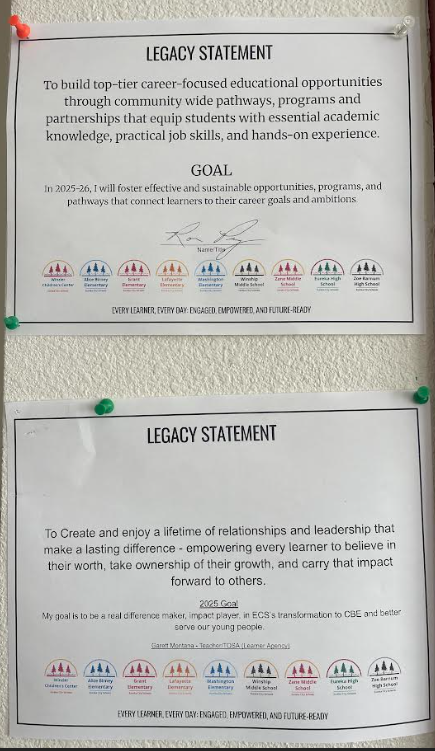 LEGACY STATEMENT
To build top-tier career-focused educational opportunities
through community wide pathways, programs and
partnerships that equip students with essential academic
knowledge, practical job skills, and hands-on experience.
GOAL
In 2025-26, I will foster effective and sustainable opportunities, programs, and
pathways that connect learners to their career goals and ambitions.
Name/Title
Winzler Children's Center
Alice Birney Elementary
Grant Elementary
Lafayette Elementary
Washington Elementary
Winship Middle School
Zane Middle School
Eureka High School
Zoe Barnum High School
EVERY LEARNER, EVERY DAY: ENGAGED, EMPOWERED, AND FUTURE-READY
LEGACY STATEMENT
To Create and enjoy a lifetime of relationships and leadership that
make a lasting difference - empowering every learner to believe in
their worth, take ownership of their growth, and carry that impact
forward to others.
2025 Goal
My goal is to be a real difference maker, impact player, in ECS's transformation to CBE and better
serve our young people.
Garett Montana - Teacher/TOSA (Learner Agency)
Winzler Children's Center
Alice Birney Elementary
Grant Elementary
Lafayette Elementary
Washington Elementary
Winship Middle School
Zane Middle School
Eureka High School
Zoe Barnum High School
EVERY LEARNER, EVERY DAY: ENGAGED, EMPOWERED, AND FUTURE-READY